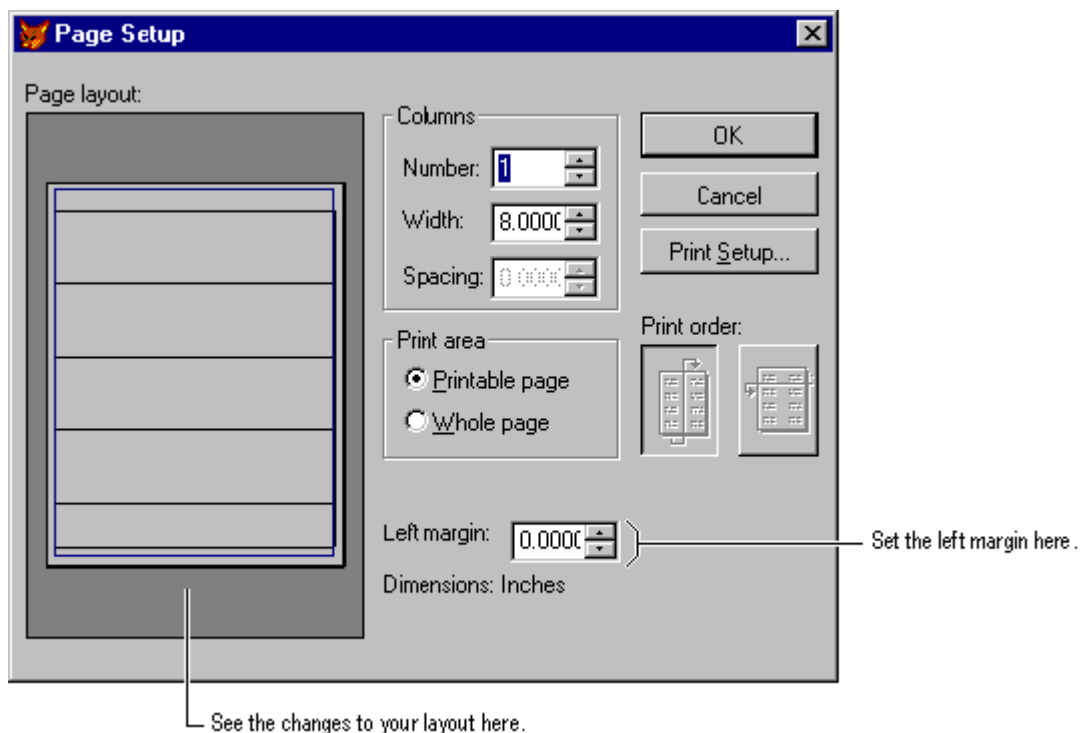 Page Setup
Page layout:
Columns
Number: 1
Width: 8.0000
Spacing: 0.0000
OK
Cancel
Print Setup...
Print area
Printable page
Whole page
Print order:
Left margin: 0.0000
Dimensions: Inches
Set the left margin here.
See the changes to your layout here.